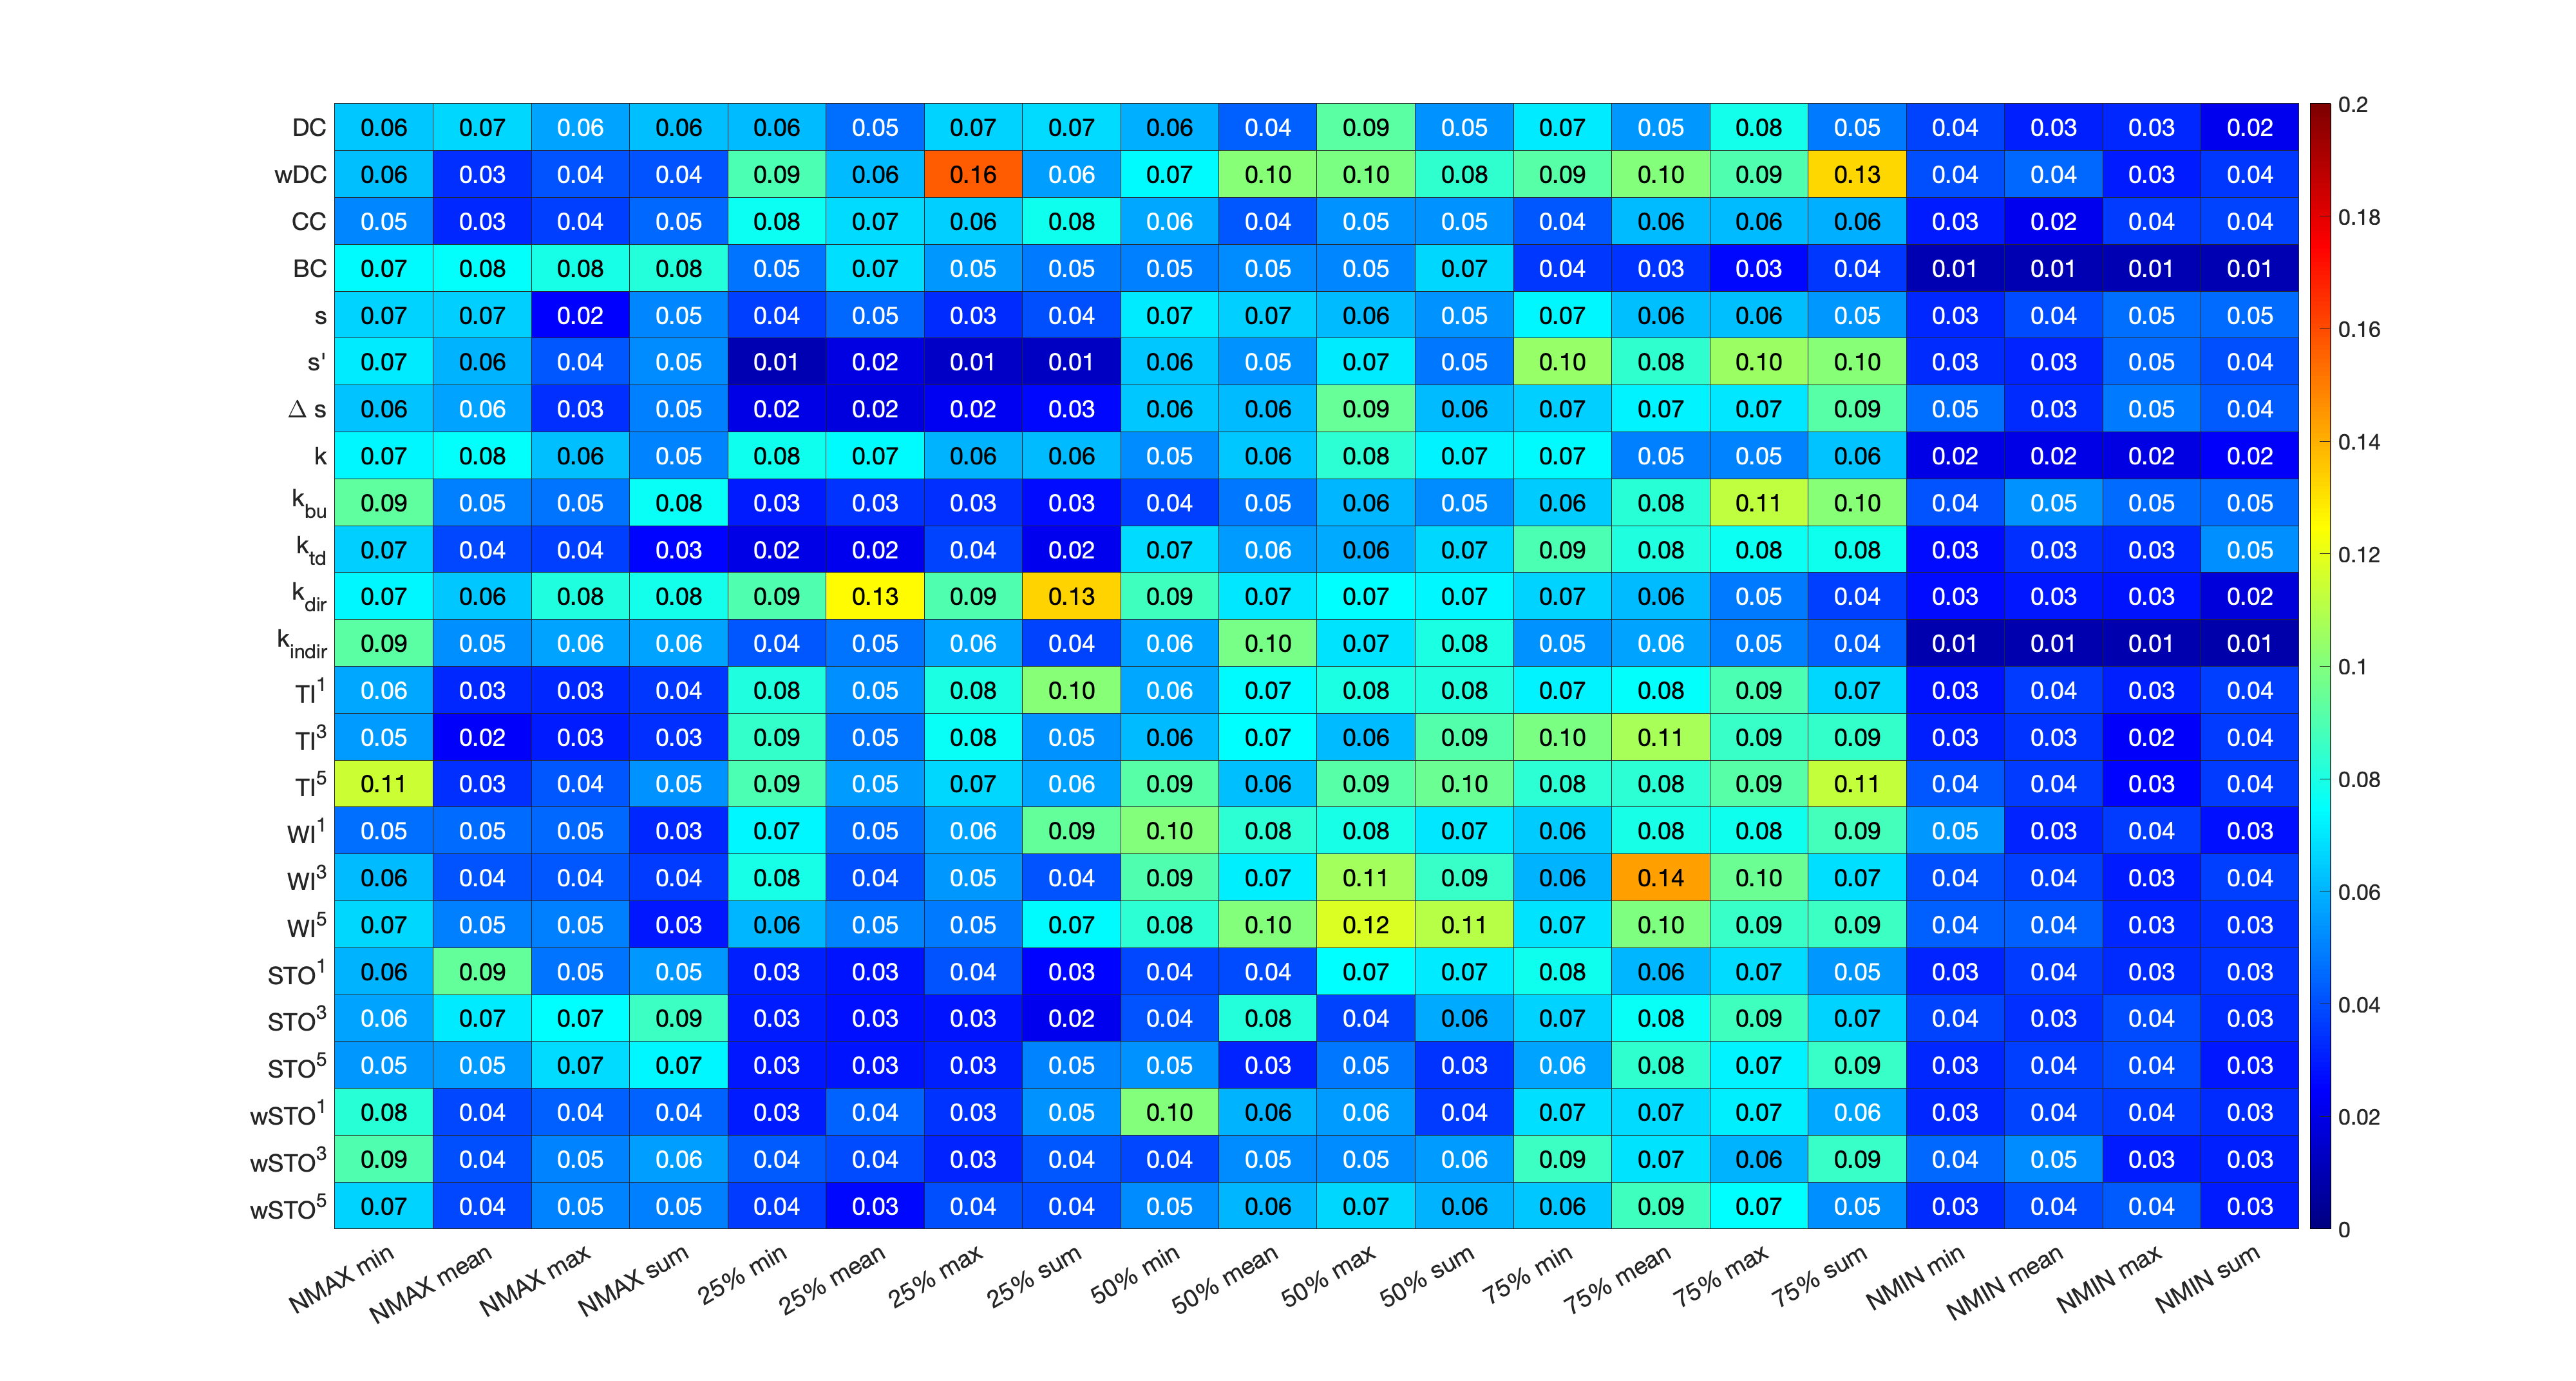 DC 0.06 0.07 0.06 0.06 0.06 0.05 0.07 0.07 0.06 0.04 0.09 0.05 0.07 0.05 0.08 0.05 0.04 0.03 0.03 0.02
wDC 0.06 0.03 0.04 0.04 0.09 0.06 0.16 0.06 0.07 0.10 0.10 0.08 0.09 0.10 0.09 0.13 0.04 0.04 0.03 0.04
CC 0.05 0.03 0.04 0.05 0.08 0.07 0.06 0.08 0.06 0.04 0.05 0.05 0.04 0.06 0.06 0.06 0.03 0.02 0.04 0.04
BC 0.07 0.08 0.08 0.08 0.05 0.07 0.05 0.05 0.05 0.05 0.05 0.07 0.04 0.03 0.03 0.04 0.01 0.01 0.01 0.01
s 0.07 0.07 0.02 0.05 0.04 0.05 0.03 0.04 0.07 0.07 0.06 0.05 0.07 0.06 0.06 0.05 0.03 0.04 0.05 0.05
s' 0.07 0.06 0.04 0.05 0.01 0.02 0.01 0.01 0.06 0.05 0.07 0.05 0.10 0.08 0.10 0.10 0.03 0.03 0.05 0.04
Δ s 0.06 0.06 0.03 0.05 0.02 0.02 0.02 0.03 0.06 0.06 0.09 0.06 0.07 0.07 0.07 0.09 0.05 0.03 0.05 0.04
k 0.07 0.08 0.06 0.05 0.08 0.07 0.06 0.06 0.05 0.06 0.08 0.07 0.07 0.05 0.05 0.06 0.02 0.02 0.02 0.02
k_bu 0.09 0.05 0.05 0.08 0.03 0.03 0.03 0.03 0.04 0.05 0.06 0.05 0.06 0.08 0.11 0.10 0.04 0.05 0.05 0.05
k_td 0.07 0.04 0.04 0.03 0.02 0.02 0.04 0.02 0.07 0.06 0.06 0.07 0.09 0.08 0.08 0.08 0.03 0.03 0.03 0.05
k_dir 0.07 0.06 0.08 0.08 0.09 0.13 0.09 0.13 0.09 0.07 0.07 0.07 0.07 0.06 0.05 0.04 0.03 0.03 0.03 0.02
k_indir 0.09 0.05 0.06 0.06 0.04 0.05 0.06 0.04 0.06 0.10 0.07 0.08 0.05 0.06 0.05 0.04 0.01 0.01 0.01 0.01
TI^1 0.06 0.03 0.03 0.04 0.08 0.05 0.08 0.10 0.06 0.07 0.08 0.08 0.07 0.08 0.09 0.07 0.03 0.04 0.03 0.04
TI^3 0.05 0.02 0.03 0.03 0.09 0.05 0.08 0.05 0.06 0.07 0.06 0.09 0.10 0.11 0.09 0.09 0.03 0.03 0.02 0.04
TI^5 0.11 0.03 0.04 0.05 0.09 0.05 0.07 0.06 0.09 0.06 0.09 0.10 0.08 0.08 0.09 0.11 0.04 0.04 0.03 0.04
WI^1 0.05 0.05 0.05 0.03 0.07 0.05 0.06 0.09 0.10 0.08 0.08 0.07 0.06 0.08 0.08 0.09 0.05 0.03 0.04 0.03
WI^3 0.06 0.04 0.04 0.04 0.08 0.04 0.05 0.04 0.09 0.07 0.11 0.09 0.06 0.14 0.10 0.07 0.04 0.04 0.03 0.04
WI^5 0.07 0.05 0.05 0.03 0.06 0.05 0.05 0.07 0.08 0.10 0.12 0.11 0.07 0.10 0.09 0.09 0.04 0.04 0.03 0.03
STO^1 0.06 0.09 0.05 0.05 0.03 0.03 0.04 0.03 0.04 0.04 0.07 0.07 0.08 0.06 0.07 0.05 0.03 0.04 0.03 0.03
STO^3 0.06 0.07 0.07 0.09 0.03 0.03 0.03 0.02 0.04 0.08 0.04 0.06 0.07 0.08 0.09 0.07 0.04 0.03 0.04 0.03
STO^5 0.05 0.05 0.07 0.07 0.03 0.03 0.03 0.05 0.05 0.03 0.05 0.03 0.06 0.08 0.07 0.09 0.03 0.04 0.04 0.03
wSTO^1 0.08 0.04 0.04 0.04 0.03 0.04 0.03 0.05 0.10 0.06 0.06 0.04 0.07 0.07 0.07 0.06 0.03 0.04 0.04 0.03
wSTO^3 0.09 0.04 0.05 0.06 0.04 0.04 0.03 0.04 0.04 0.05 0.05 0.06 0.09 0.07 0.06 0.09 0.04 0.05 0.03 0.03
wSTO^5 0.07 0.04 0.05 0.05 0.04 0.03 0.04 0.04 0.05 0.06 0.07 0.06 0.06 0.09 0.07 0.05 0.03 0.04 0.04 0.03
NMAX min NMAX mean NMAX max NMAX sum 25% min 25% mean 25% max 25% sum 50% min 50% mean 50% max 50% sum 75% min 75% mean 75% max 75% sum NMIN min NMIN mean NMIN max NMIN sum
0.2
0.18
0.16
0.14
0.12
0.1
0.08
0.06
0.04
0.02
0